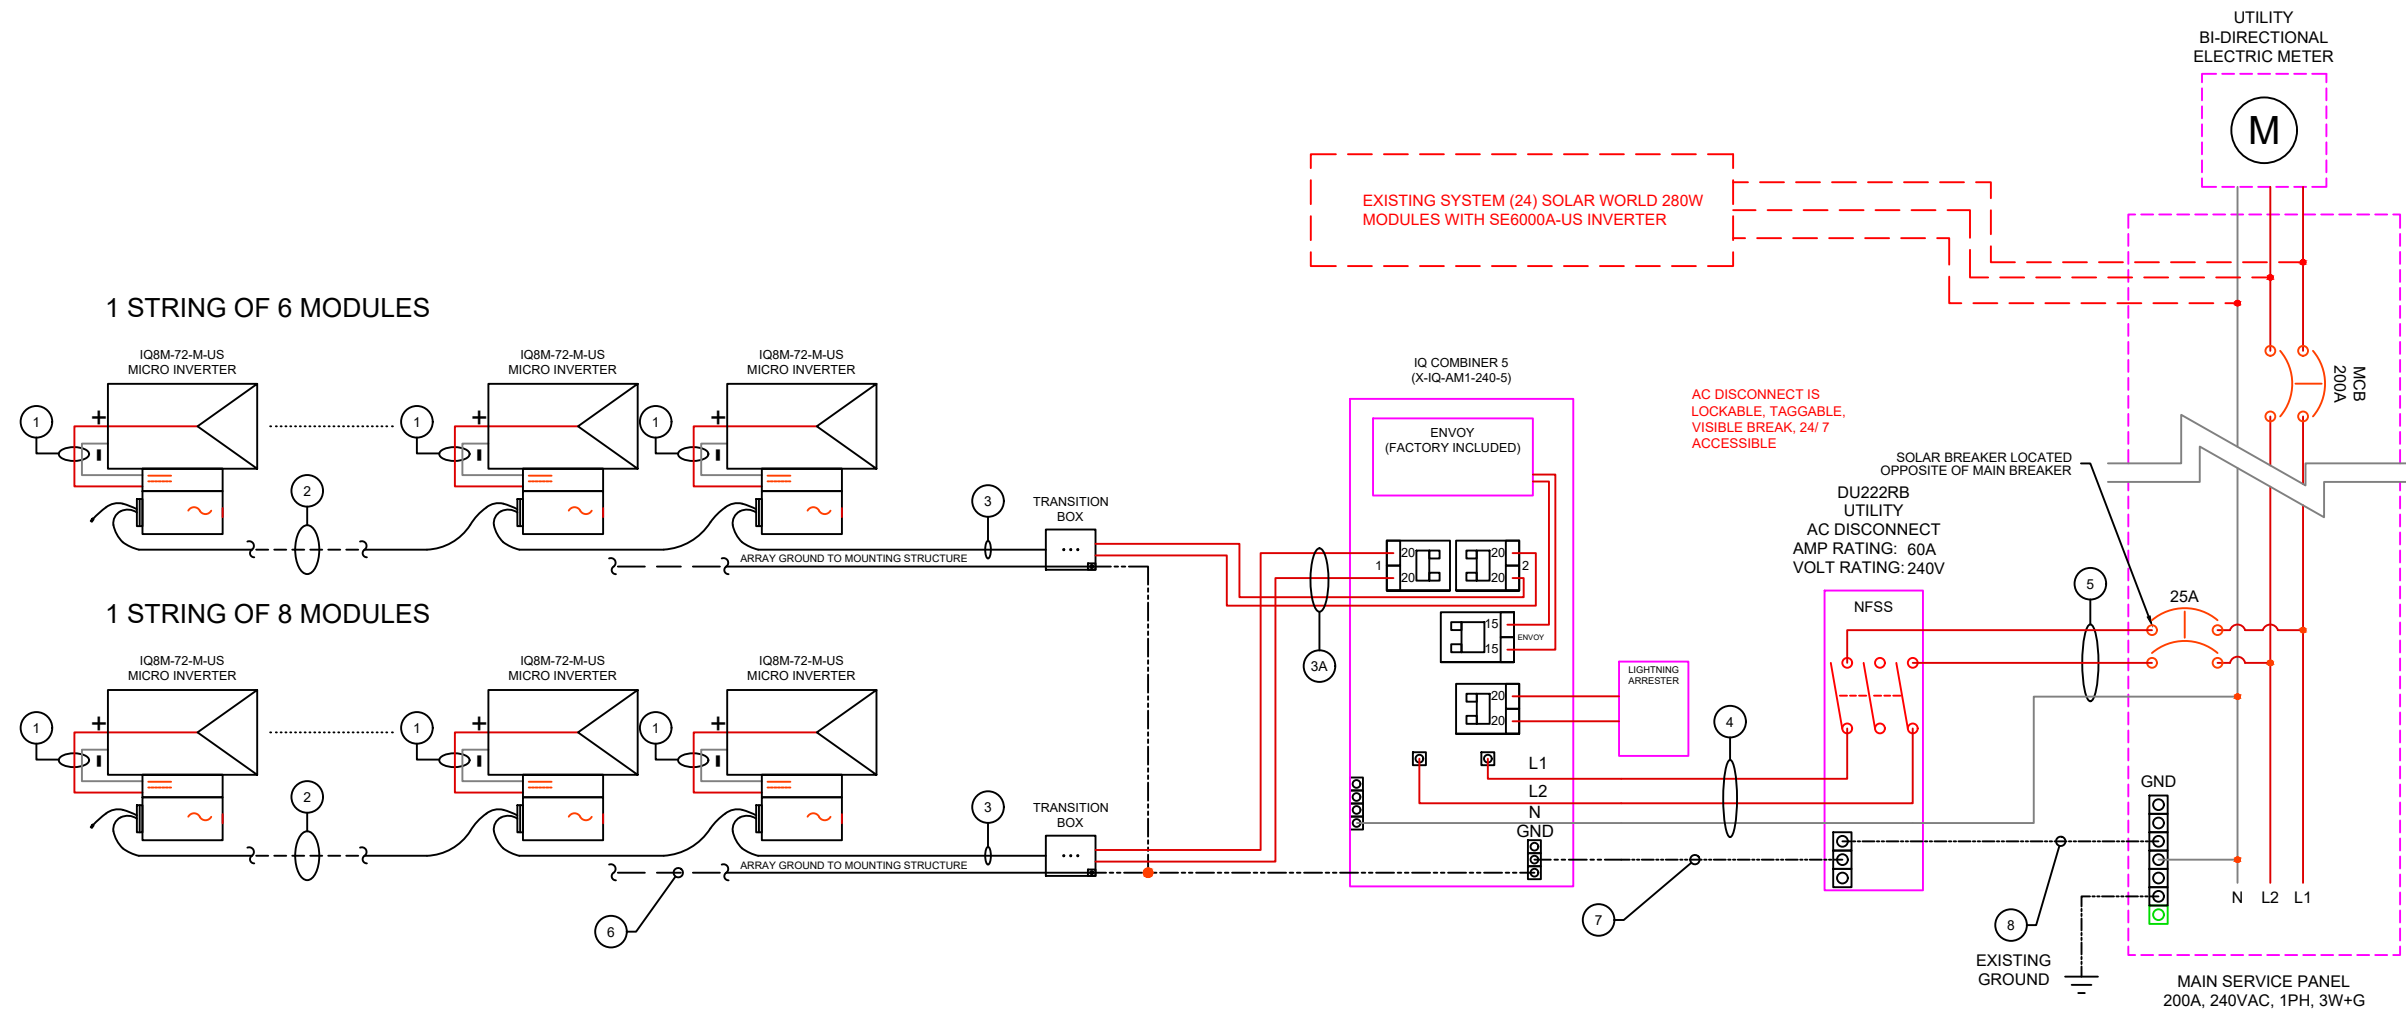 UTILITY
BI-DIRECTIONAL
ELECTRIC METER
M
EXISTING SYSTEM (24) SOLAR WORLD 280W
MODULES WITH SE6000A-US INVERTER
1 STRING OF 6 MODULES
IQ8M-72-M-US
MICRO INVERTER
IQ8M-72-M-US
MICRO INVERTER
IQ8M-72-M-US
MICRO INVERTER
1
1
1
2
3
TRANSITION
BOX
ARRAY GROUND TO MOUNTING STRUCTURE
1 STRING OF 8 MODULES
IQ8M-72-M-US
MICRO INVERTER
IQ8M-72-M-US
MICRO INVERTER
IQ8M-72-M-US
MICRO INVERTER
1
1
1
2
3
TRANSITION
BOX
ARRAY GROUND TO MOUNTING STRUCTURE
6
IQ COMBINER 5
(X-IQ-AM1-240-5)
ENVOY
(FACTORY INCLUDED)
1
20
20
20
20
2
15
15
ENVOY
20
20
3A
LIGHTNING
ARRESTER
L1
L2
N
GND
4
7
AC DISCONNECT IS
LOCKABLE, TAGGABLE,
VISIBLE BREAK, 24/ 7
ACCESSIBLE
SOLAR BREAKER LOCATED
OPPOSITE OF MAIN BREAKER
DU222RB
UTILITY
AC DISCONNECT
AMP RATING: 60A
VOLT RATING: 240V
NFSS
5
25A
MCB
200A
GND
N L2 L1
8
EXISTING
GROUND
MAIN SERVICE PANEL
200A, 240VAC, 1PH, 3W+G